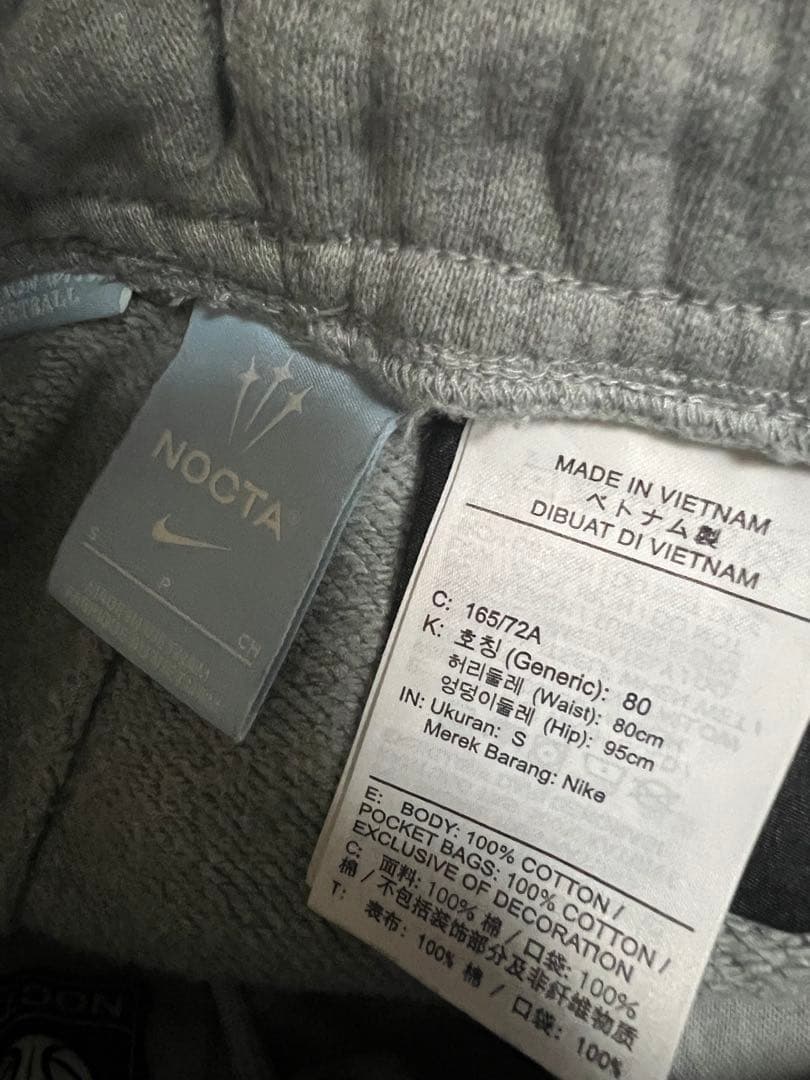 NOCTA
S P CH
MADE IN VIETNAM
ベトナム製
DIBUAT DI VIETNAM
C: 165/72A
K: 호칭 (Generic): 80
허리둘레 (Waist): 80cm
엉덩이둘레 (Hip): 95cm
IN: Ukuran: S
Merek Barang: Nike
E: BODY: 100% COTTON /
POCKET BAGS: 100% COTTON /
EXCLUSIVE OF DECORATION
C: 面料: 100% 棉 / 口袋: 100%
棉 / 不包括装饰部分及非纤维物质
T: 表布: 100% 棉 / 口袋: 100%